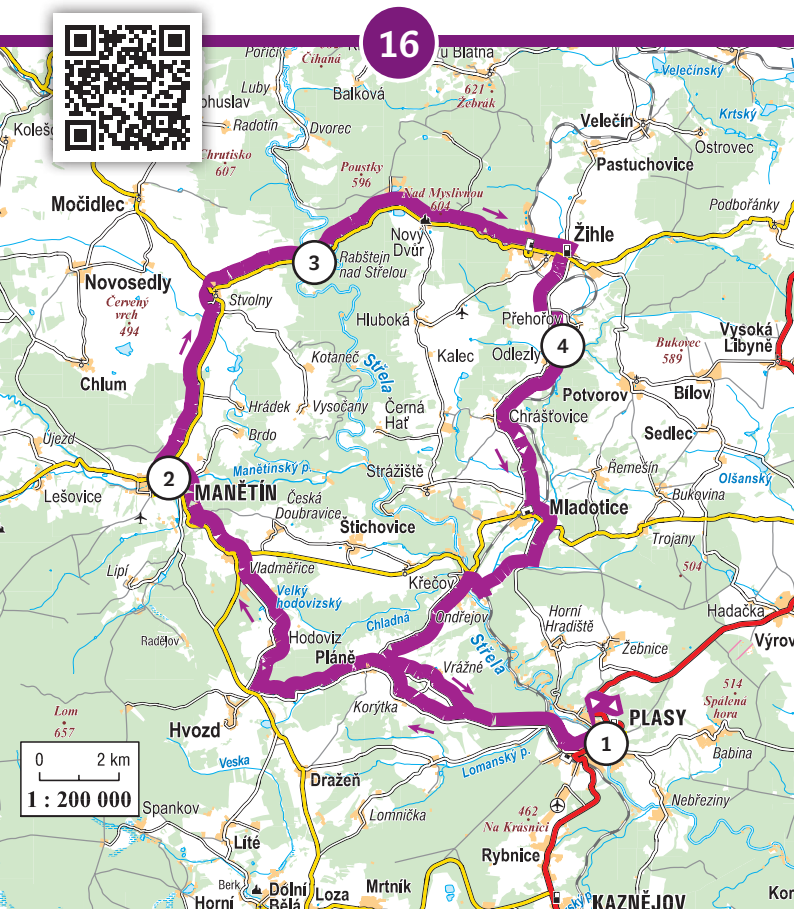 16
Poříčí
Čihaná
u Blatna
Luby
Balková
621
Žebrák
Velečínský
Krtský
Radotín
Dvorec
Velečín
Ostrovec
Chrutisko
607
Poustky
596
Pastuchovice
Močidlec
Nad Myslivnou
604
Podbořánky
Nový
Dvůr
Žihle
3
Rabštejn
nad Střelou
Novosedly
Červený
vrch
494
Stvolny
Hluboká
Přehořov
Vysoká
Libyně
Kotaneč
Střela
Kalec
Odlezly
4
Bukovec
589
Chlum
Potvorov
Bílov
Hrádek
Vysočany
Černá
Hať
Chrášťovice
Sedlec
Újezd
Brdo
Řemešín
2
Manětínský p.
Strážiště
Olšanský
Lešovice
MANĚTÍN
Česká
Doubravice
Bukovina
Štichovice
Mladotice
Trojany
Lipí
Vladměřice
504
Křečov
Velký
hodovizský
Chladná
Ondřejov
Horní
Hradiště
Hadačka
Radějov
Hodoviz
Střela
Žebnice
Výrov
Pláně
Vrážné
514
Spálená
hora
Lom
657
Korýtka
PLASY
Hvozd
1
Babina
0 2 km
Veska
Lomanský p.
1 : 200 000
Dražeň
Nebřeziny
Spankov
Lomnička
462
Na Krásnici
Líté
Rybnice
Berk
Horní
Dolní
Bělá
Loza
Mrtník
KAZNĚJOV